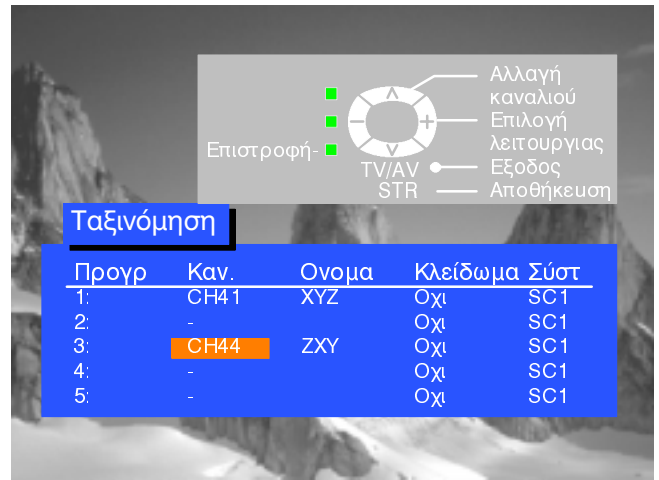 Αλλαγή
καναλιού
Επιλογή
λειτουργιας
Επιστροφή-
TV/AV
Εξοδος
STR
Αποθήκευση
Ταξινόμηση
Προγρ Καν. Ονομα Κλείδωμα Σύστ
1: CH41 XYZ Οχι SC1
2: - Οχι SC1
3: CH44 ZXY Οχι SC1
4: - Οχι SC1
5: - Οχι SC1